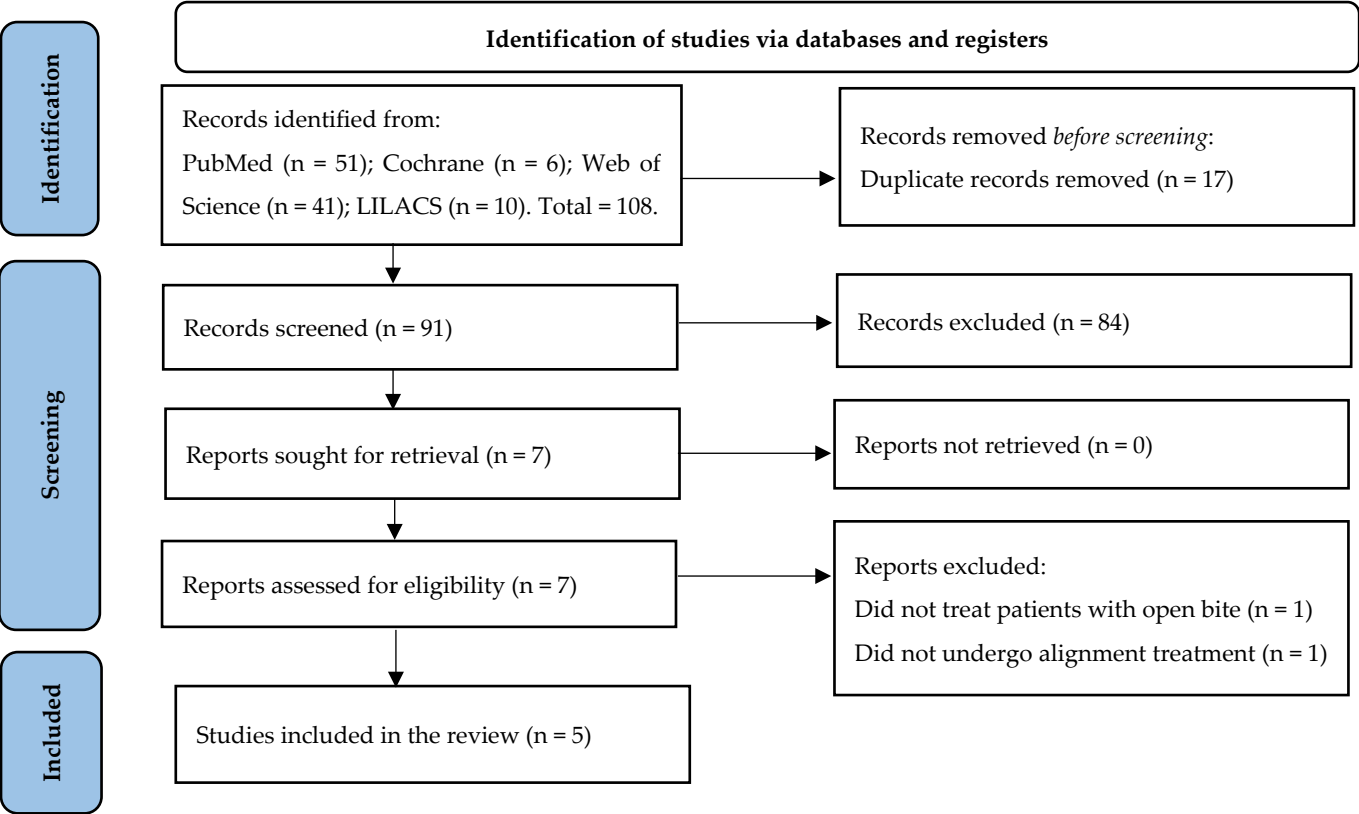 Identification of studies via databases and registers
Identification
Records identified from:
PubMed (n = 51); Cochrane (n = 6); Web of
Science (n = 41); LILACS (n = 10). Total = 108.
Records removed before screening:
Duplicate records removed (n = 17)
Screening
Records screened (n = 91)
Records excluded (n = 84)
Reports sought for retrieval (n = 7)
Reports not retrieved (n = 0)
Reports assessed for eligibility (n = 7)
Reports excluded:
Did not treat patients with open bite (n = 1)
Did not undergo alignment treatment (n = 1)
Included
Studies included in the review (n = 5)